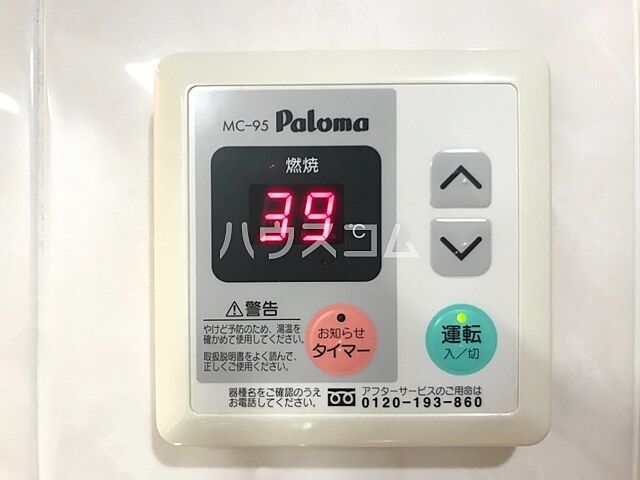 MC-95 Paloma
燃焼
39 ℃
ハウスコム
分
⚠警告
やけど予防のため、湯温を
確かめて使用してください。
取扱説明書をよく読んで、
正しくご使用ください。
お知らせ
タイマー
運転
入/切
器種名をご確認のうえ
お電話してください。
アフターサービスのご用命は
0120-193-860